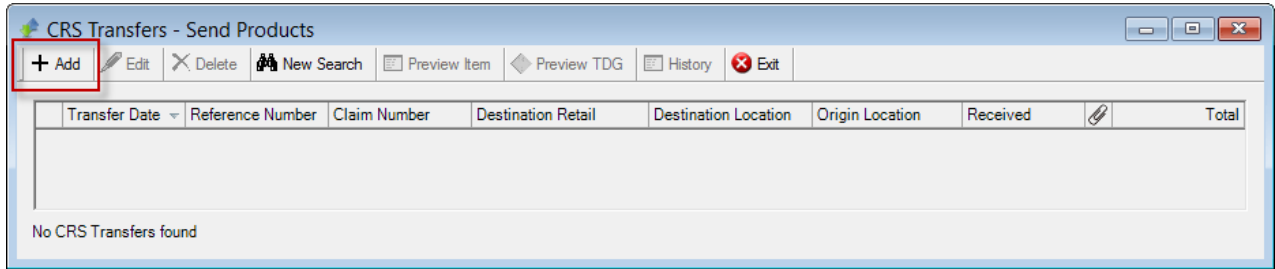 CRS Transfers - Send Products
Add Edit Delete New Search Preview Item Preview TDG History Exit
Transfer Date Reference Number Claim Number Destination Retail Destination Location Origin Location Received Total
No CRS Transfers found